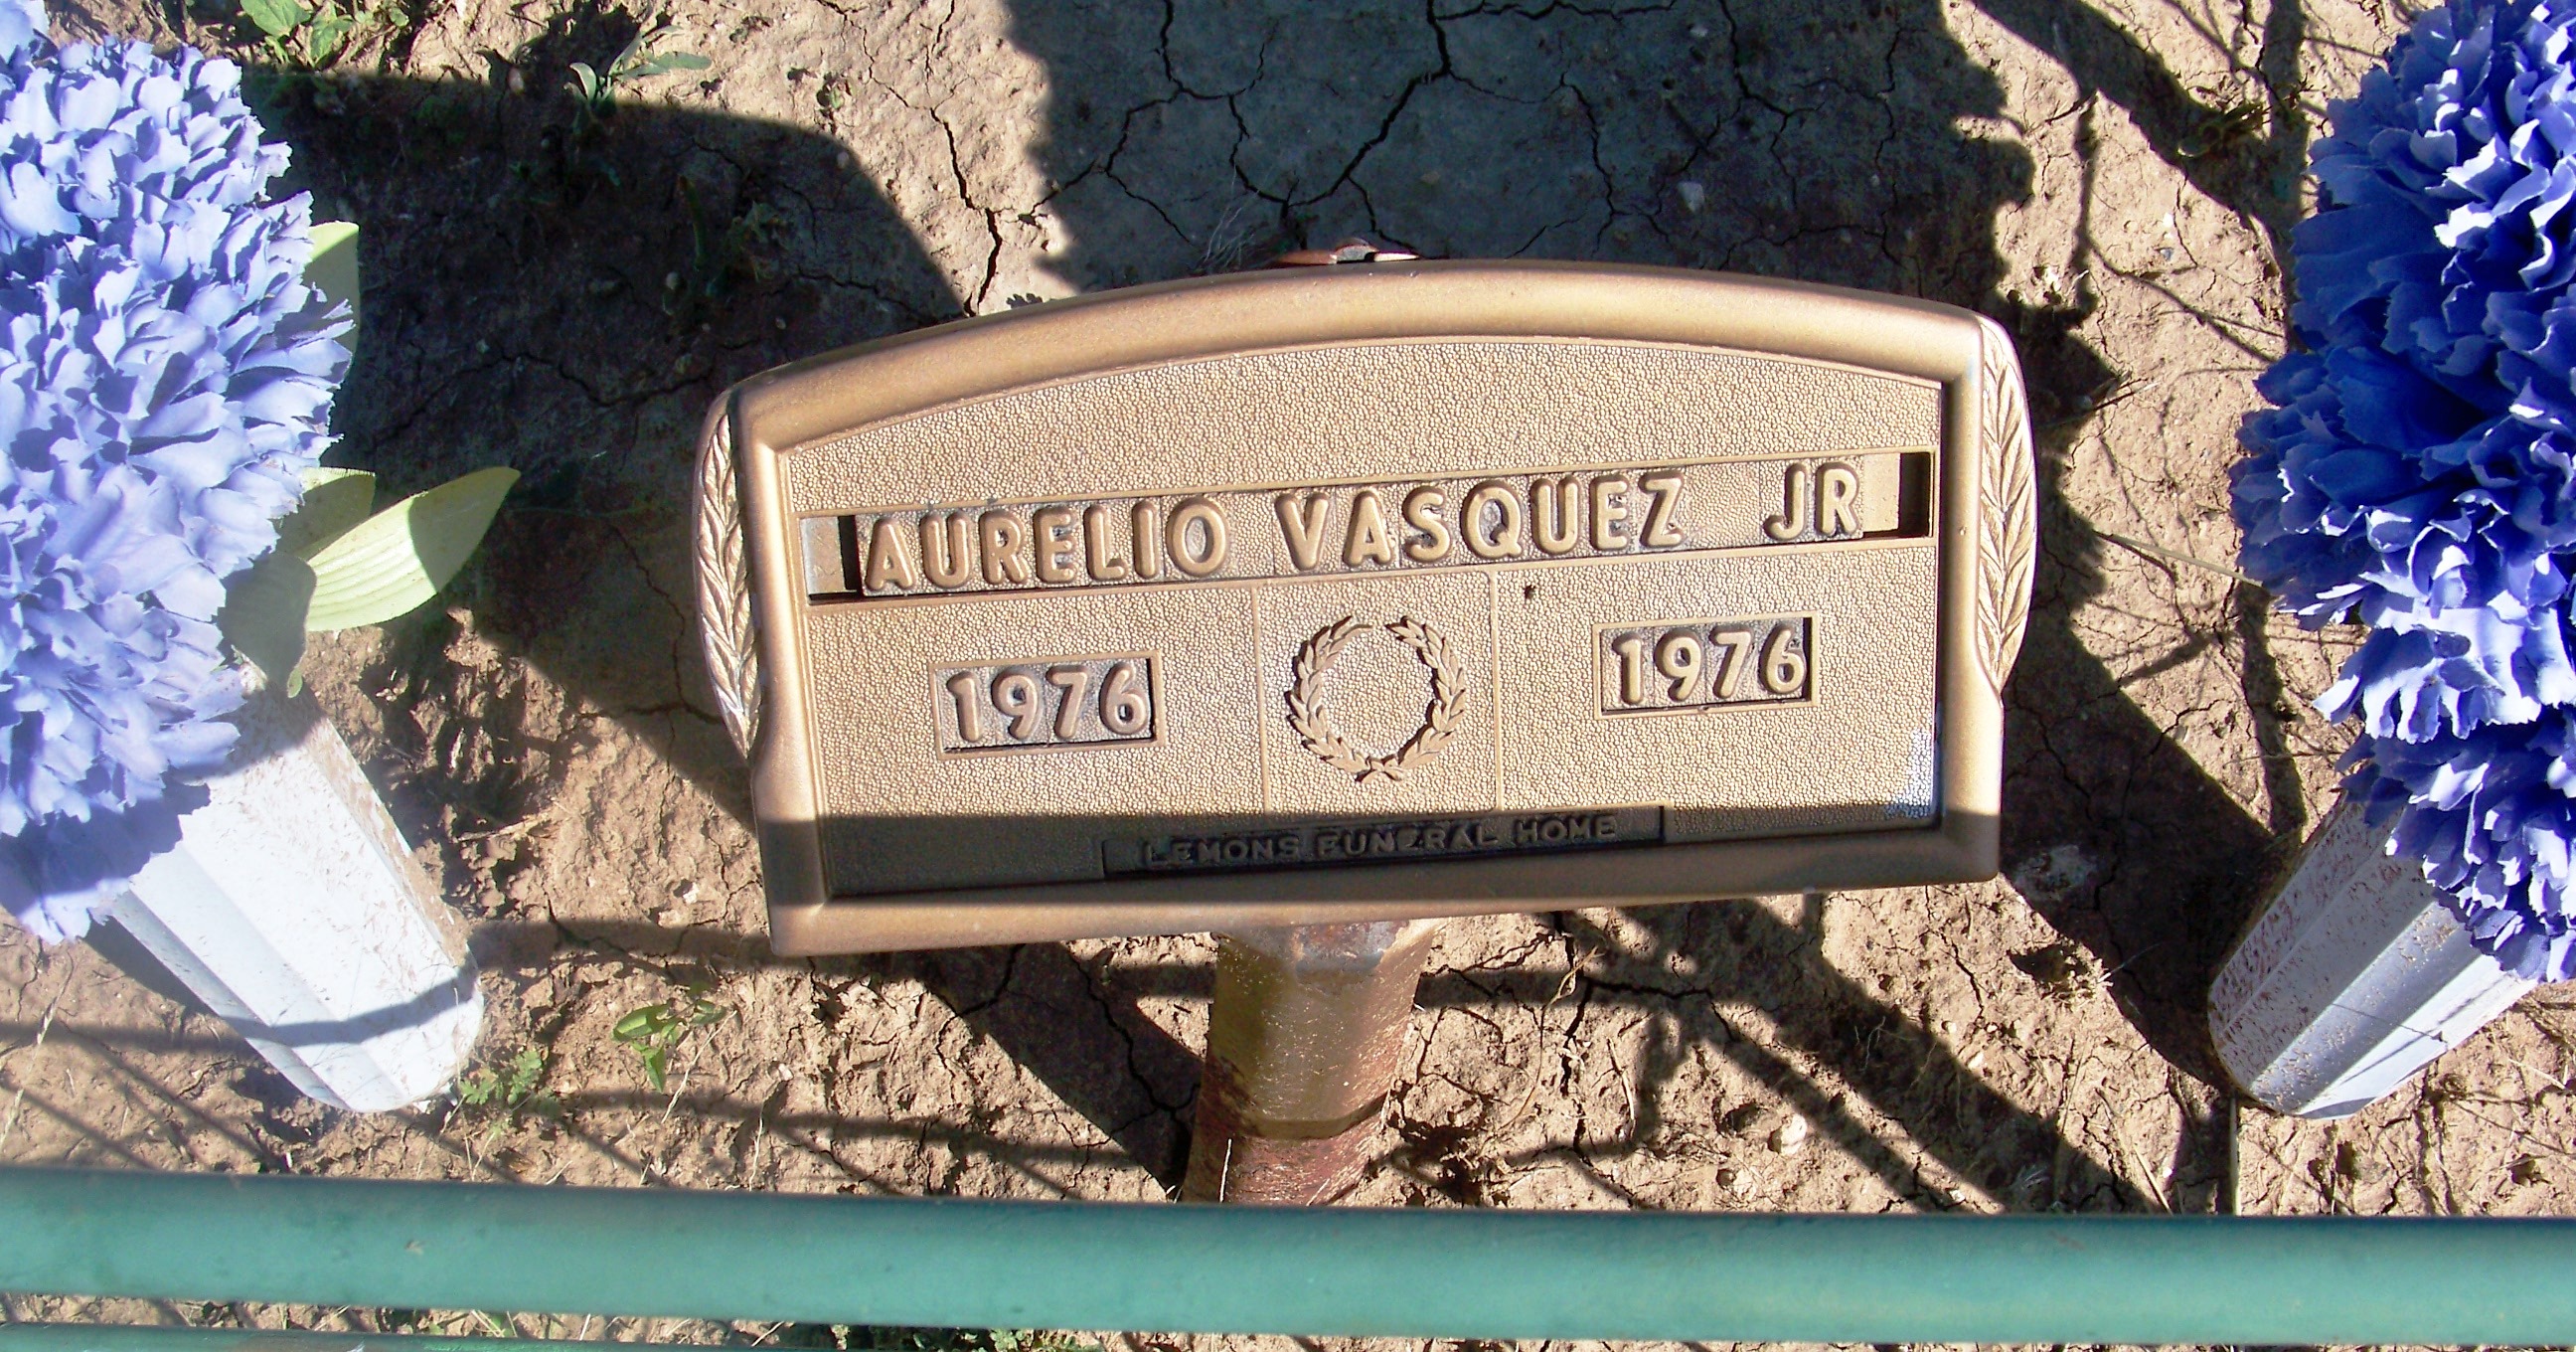 AURELIO VASQUEZ JR
1976 1976
LEMONS FUNERAL HOME